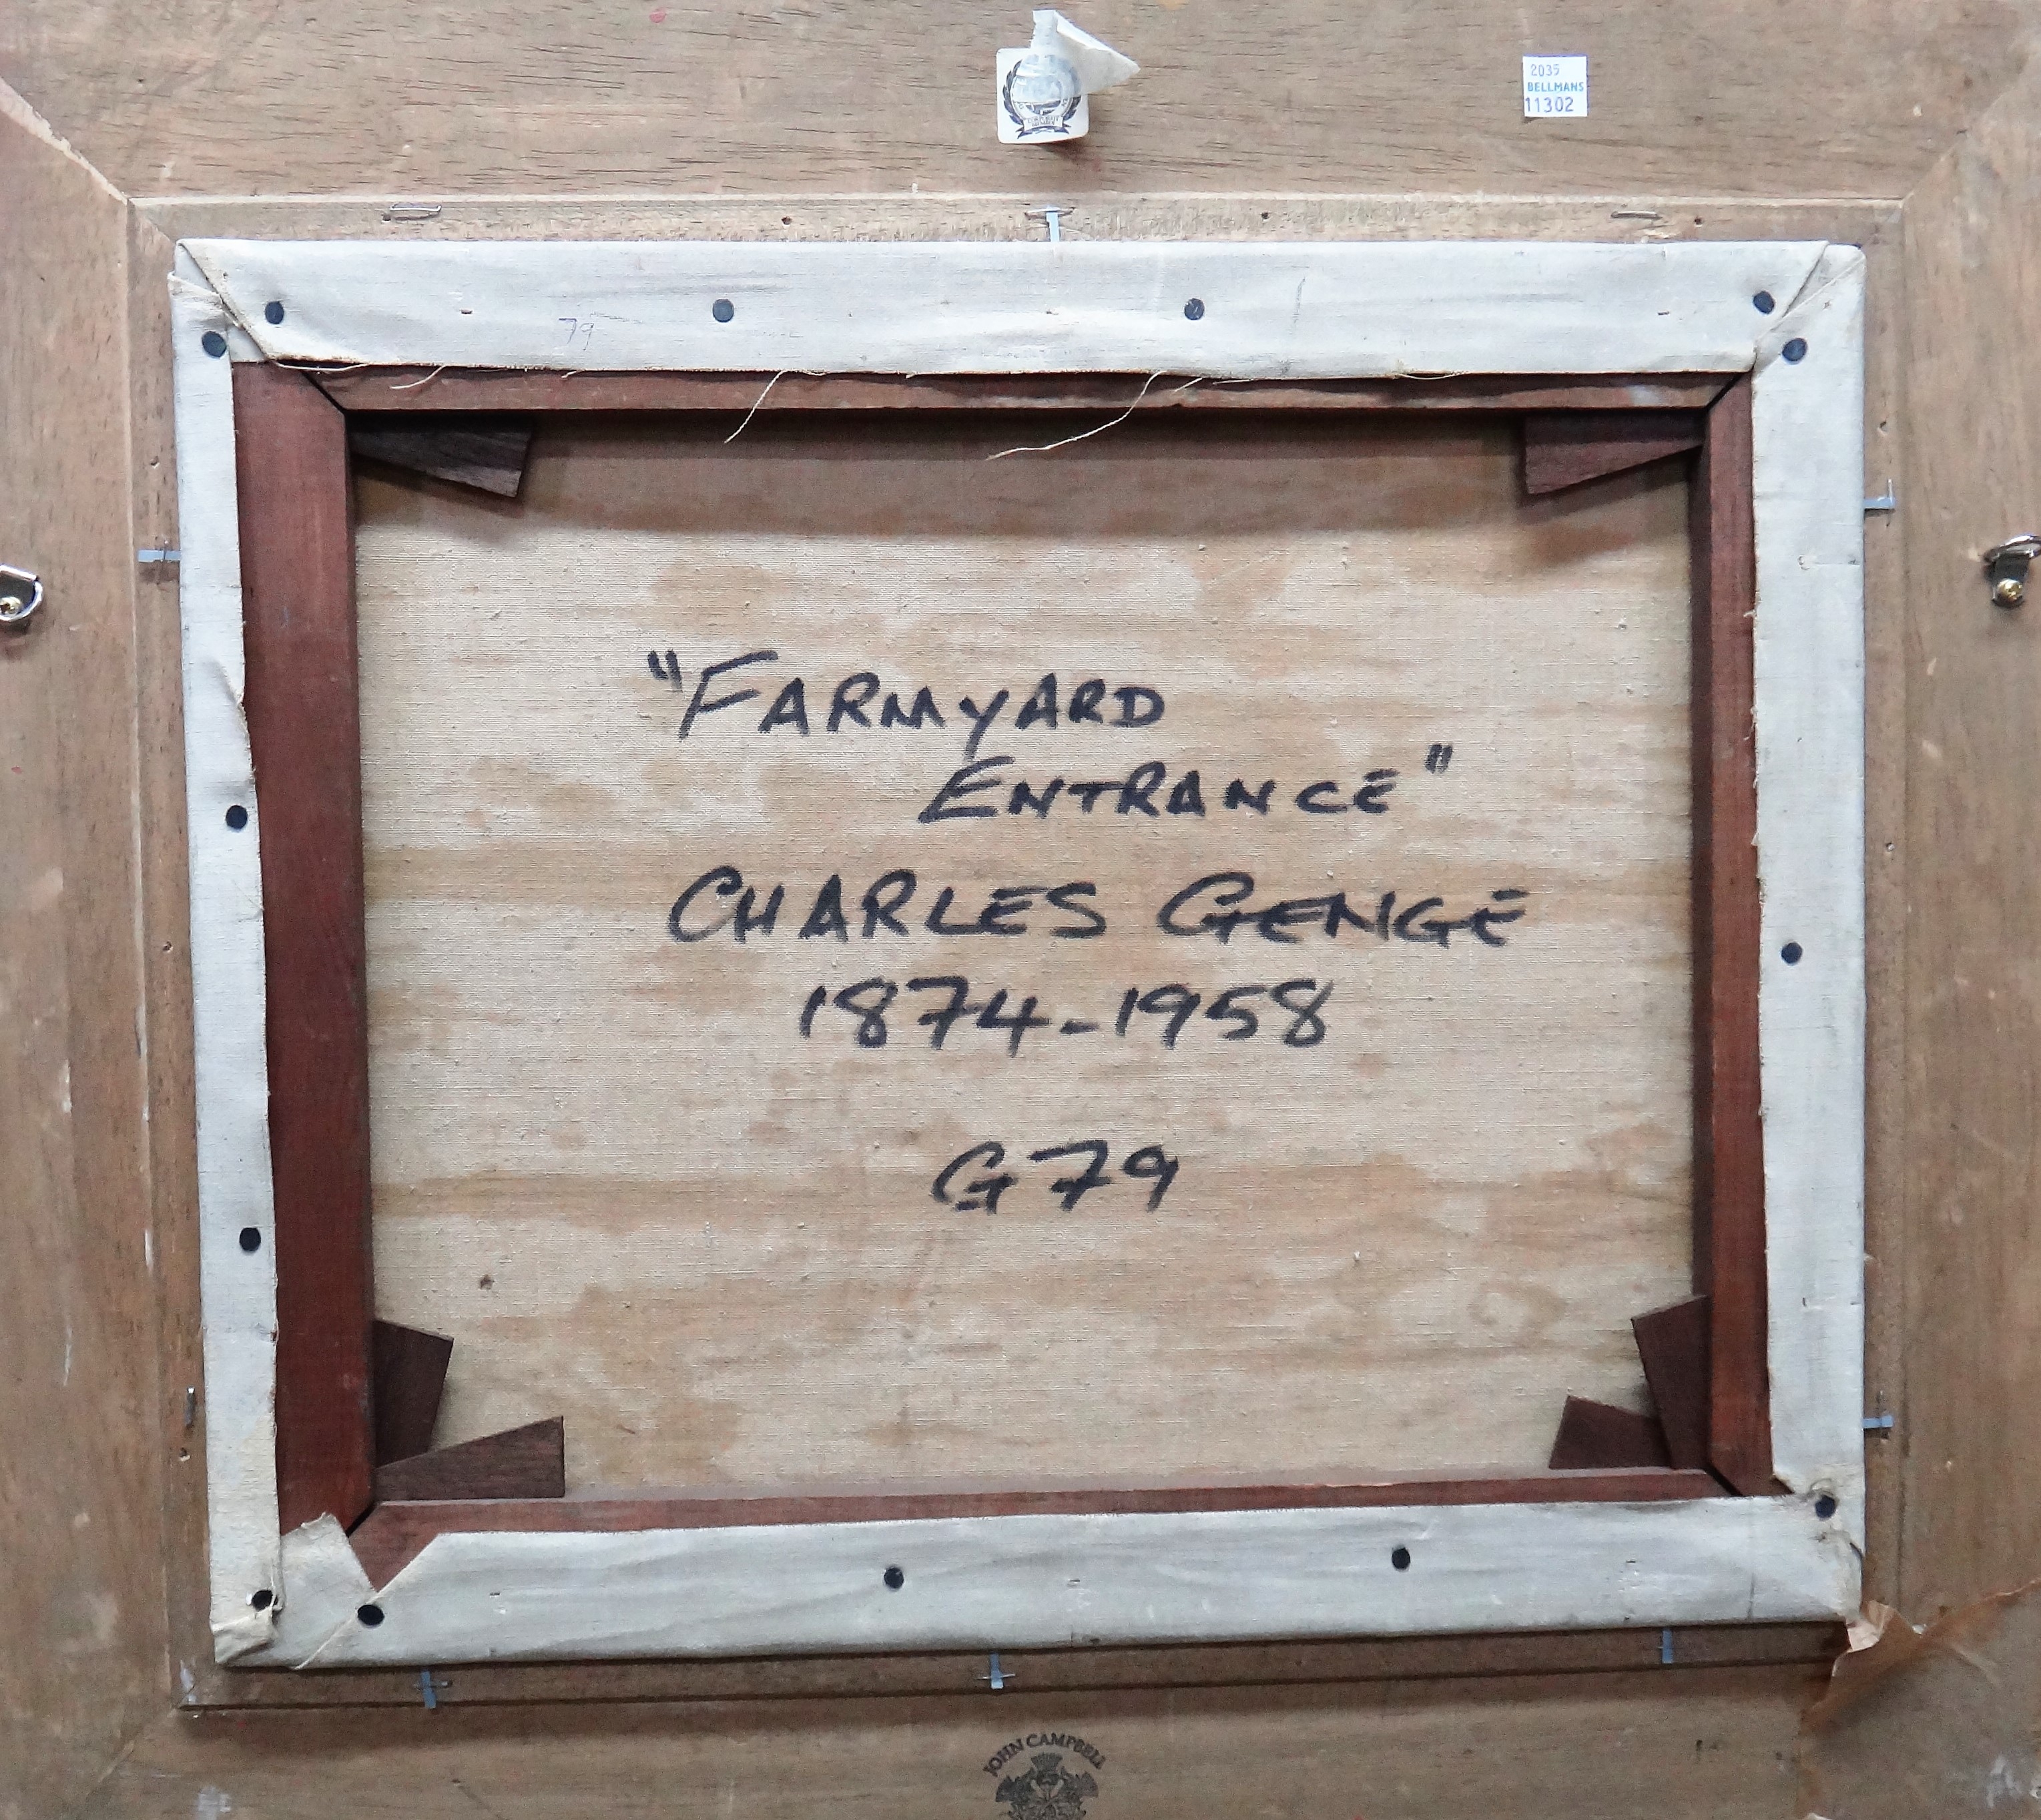 2035
BELLMANS
11302
79
"FARMYARD
ENTRANCE"
CHARLES GENGE
1874-1958
G79
JOHN CAMPBELL